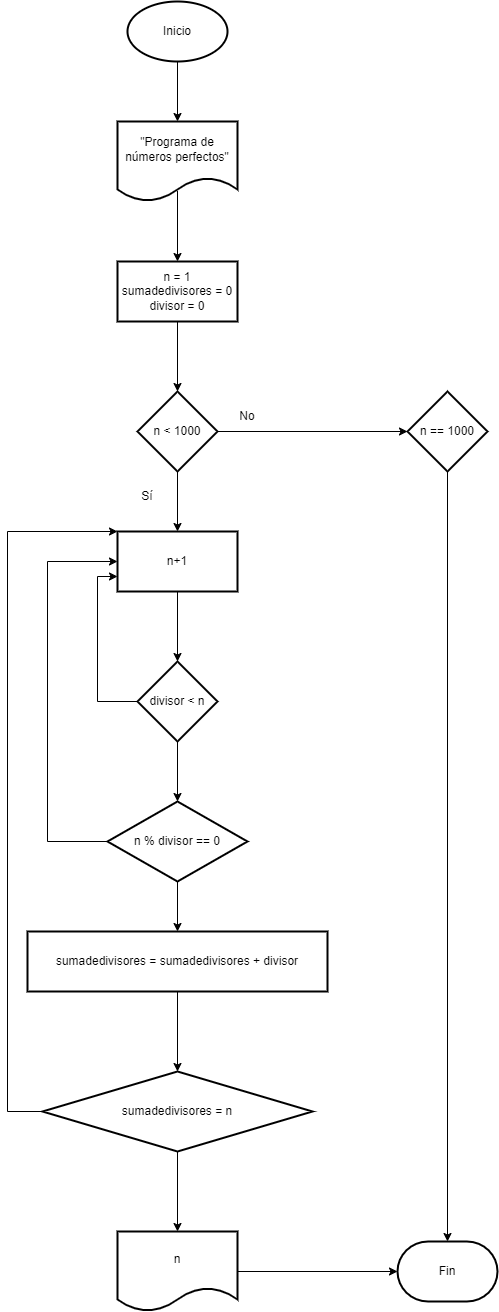 Inicio
"Programa de
números perfectos"
n = 1
sumadedivisores = 0
divisor = 0
n < 1000
No
n == 1000
Sí
n+1
divisor < n
n % divisor == 0
sumadedivisores = sumadedivisores + divisor
sumadedivisores = n
n
Fin